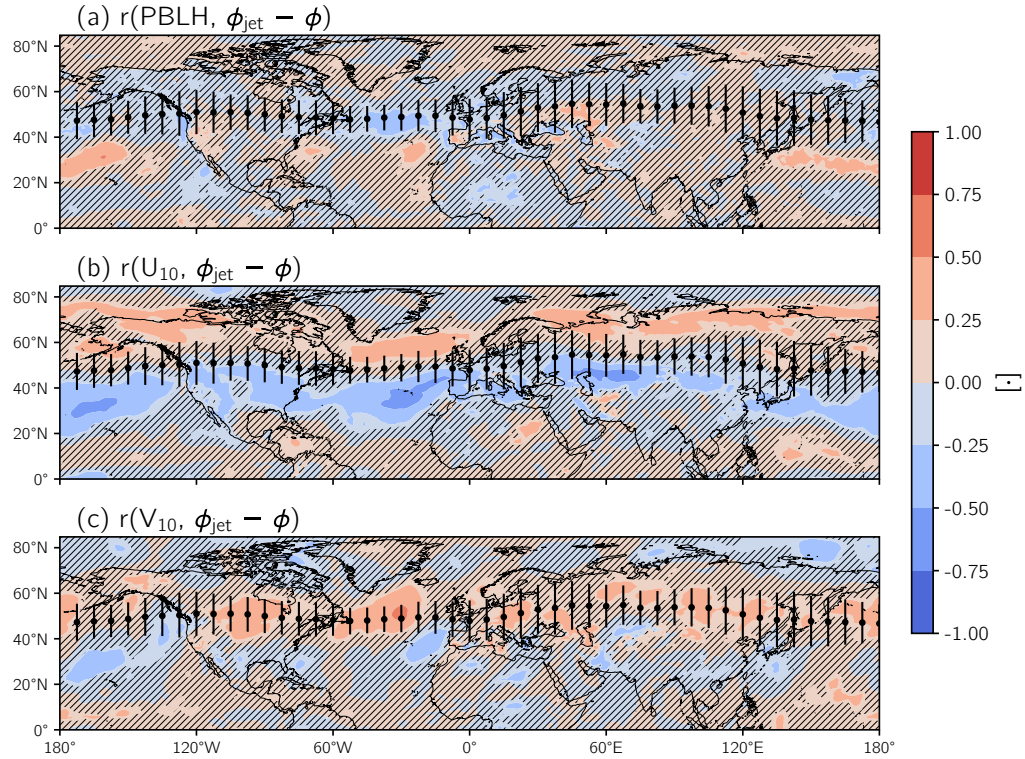 (a) r(PBLH, ϕjet − ϕ)
80°N
60°N
40°N
20°N
0°
(b) r(U10, ϕjet − ϕ)
80°N
60°N
40°N
20°N
0°
(c) r(V10, ϕjet − ϕ)
80°N
60°N
40°N
20°N
0°
180°
120°W
60°W
0°
60°E
120°E
180°
1.00
0.75
0.50
0.25
0.00
-0.25
-0.50
-0.75
-1.00
[·]